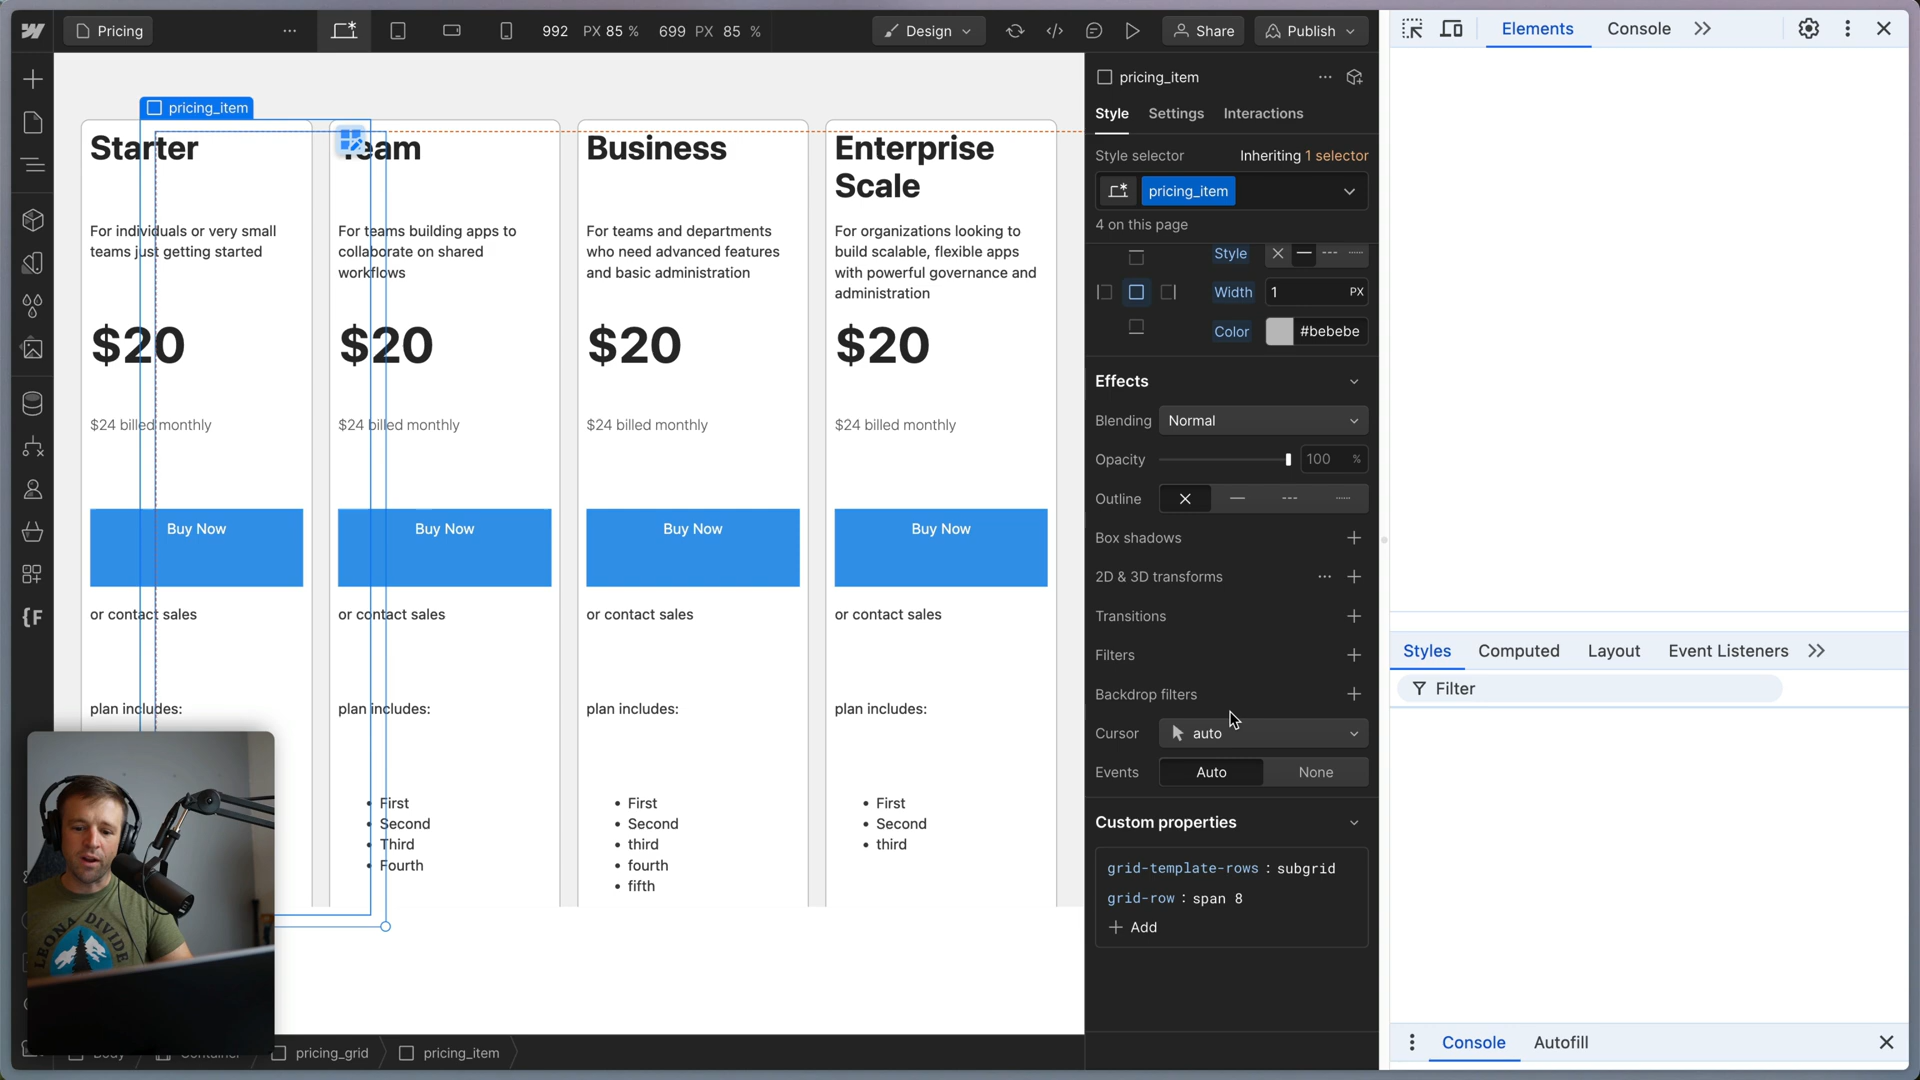 Pricing
992 PX 85 % 699 PX 85 %
Design
Share
Publish
Elements
Console
pricing_item
Starter
Team
Business
Enterprise
Scale
For individuals or very small
teams just getting started
For teams building apps to
collaborate on shared
workflows
For teams and departments
who need advanced features
and basic administration
For organizations looking to
build scalable, flexible apps
with powerful governance and
administration
$20
$20
$20
$20
$24 billed monthly
$24 billed monthly
$24 billed monthly
$24 billed monthly
Buy Now
Buy Now
Buy Now
Buy Now
or contact sales
or contact sales
or contact sales
or contact sales
plan includes:
plan includes:
plan includes:
plan includes:
First
Second
Third
Fourth
First
Second
third
fourth
fifth
First
Second
third
LEONA DIVIDE
Body
Container
pricing_grid
pricing_item
pricing_item
Style
Settings
Interactions
Style selector
Inheriting 1 selector
pricing_item
4 on this page
Style
Width
1 PX
Color
#bebebe
Effects
Blending
Normal
Opacity
100 %
Outline
Box shadows
2D & 3D transforms
Transitions
Filters
Backdrop filters
Cursor
auto
Events
Auto
None
Custom properties
grid-template-rows : subgrid
grid-row : span 8
Add
Styles
Computed
Layout
Event Listeners
Filter
Console
Autofill